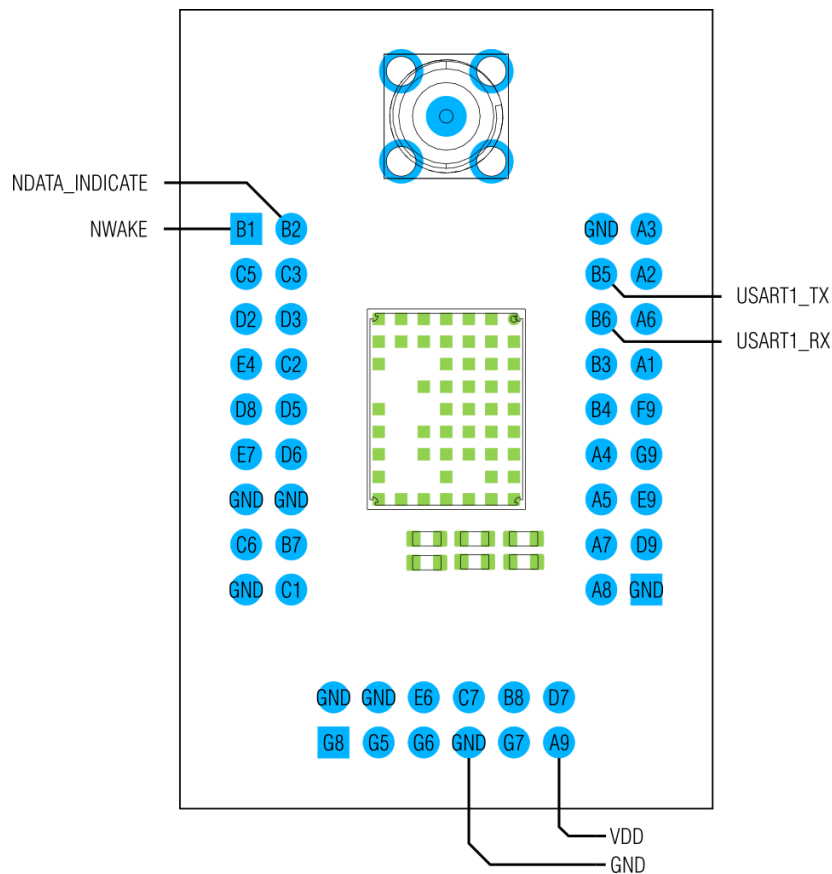 NDATA_INDICATE
NWAKE
B1 B2
GND A3
C5 C3
B5 A2
USART1_TX
D2 D3
B6 A6
USART1_RX
E4 C2
B3 A1
D8 D5
B4 F9
E7 D6
A4 G9
GND GND
A5 E9
C6 B7
A7 D9
GND C1
A8 GND
GND GND E6 C7 B8 D7
G8 G5 G6 GND G7 A9
VDD
GND